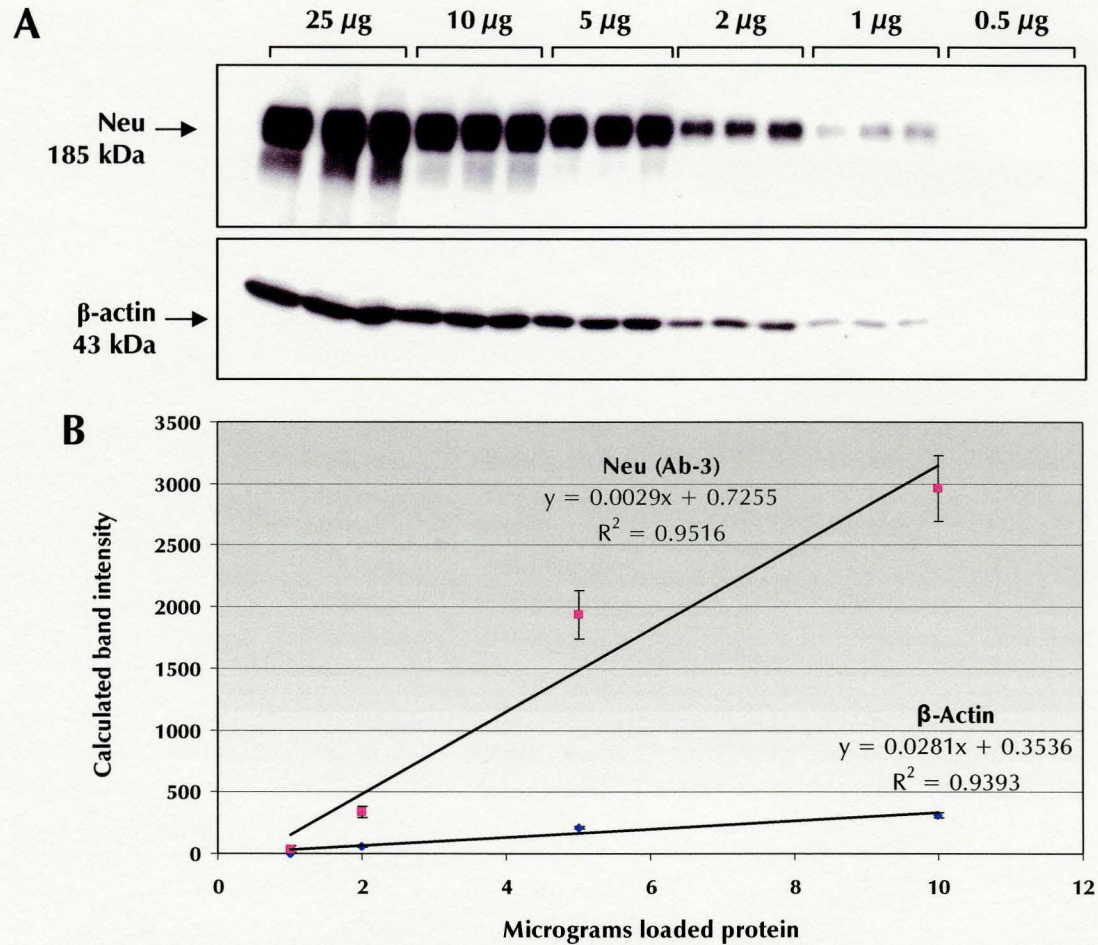 A
25 µg 10 µg 5 µg 2 µg 1 µg 0.5 µg
Neu
185 kDa
β-actin
43 kDa
B
3500
3000
2500
2000
1500
1000
500
0
Calculated band intensity
Neu (Ab-3)
y = 0.0029x + 0.7255
R² = 0.9516
β-Actin
y = 0.0281x + 0.3536
R² = 0.9393
0 2 4 6 8 10 12
Micrograms loaded protein